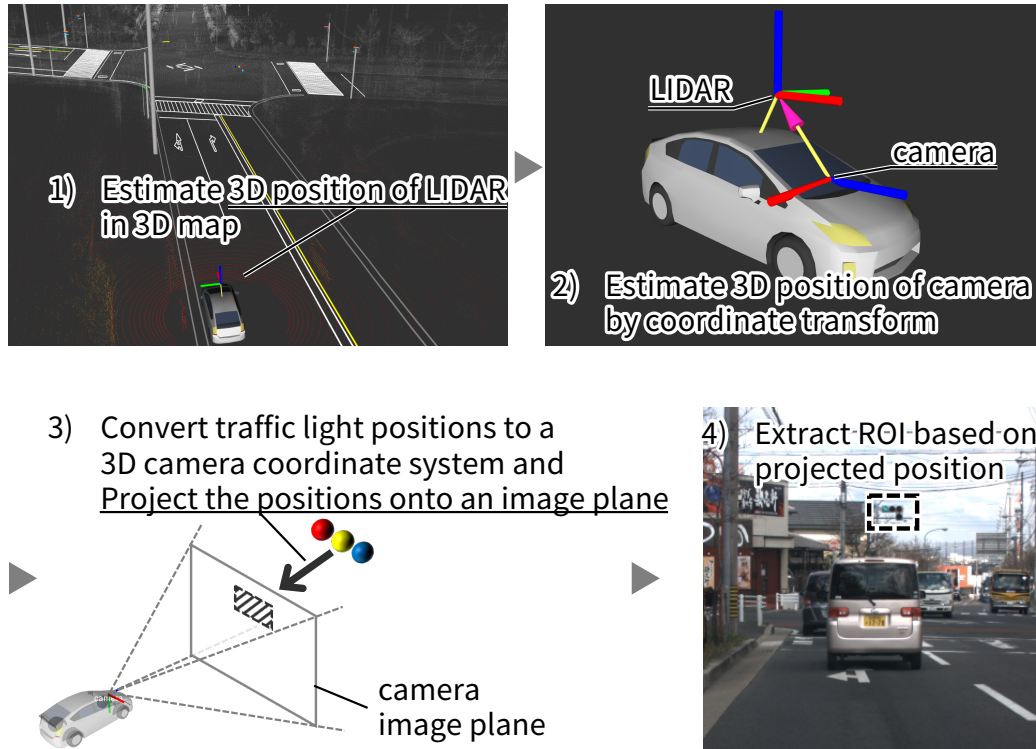 1) Estimate 3D position of LIDAR
in 3D map
LIDAR
camera
2) Estimate 3D position of camera
by coordinate transform
3) Convert traffic light positions to a
3D camera coordinate system and
Project the positions onto an image plane
cam
camera
image plane
4) Extract ROI based on
projected position